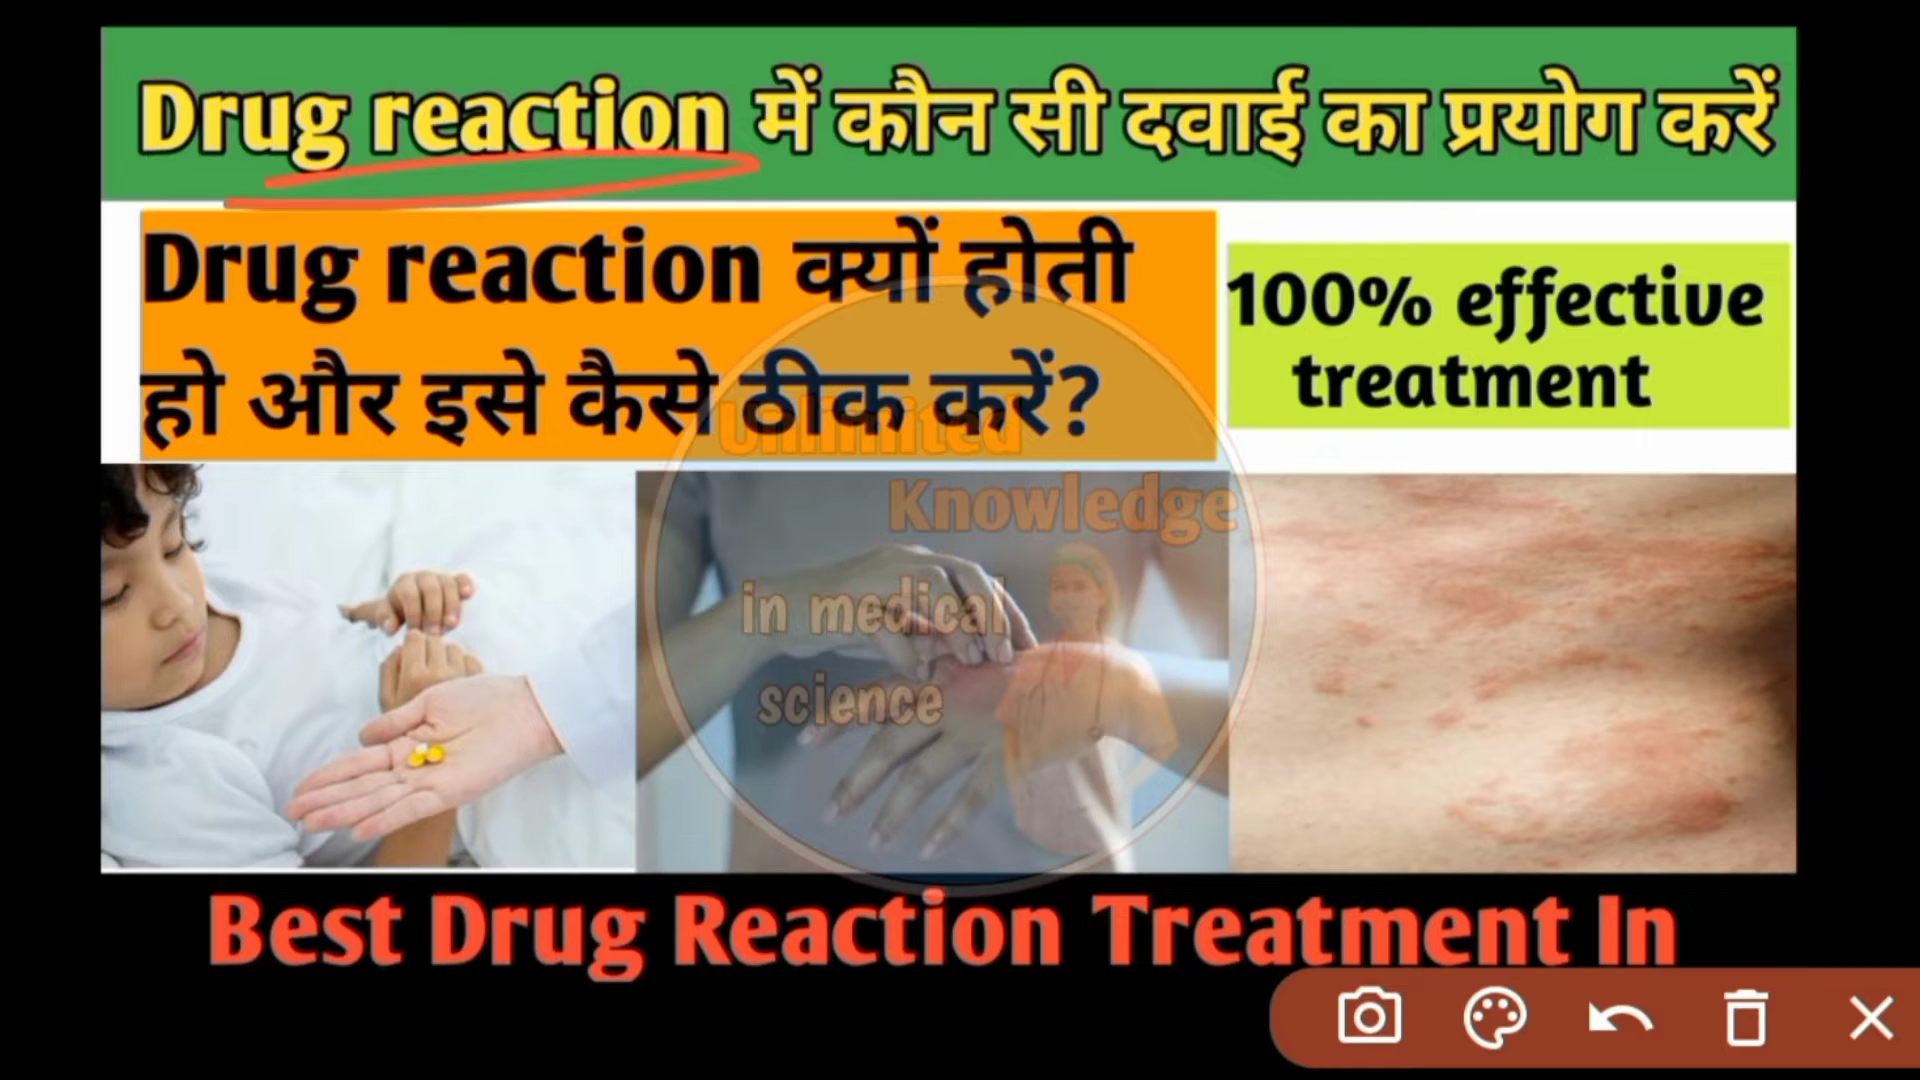 Drug reaction में कौन सी दवाई का प्रयोग करें
Drug reaction क्यों होती
हो और इसे कैसे ठीक करें?
100% effective
treatment
Unlimited
Knowledge
in medical
science
Best Drug Reaction Treatment In